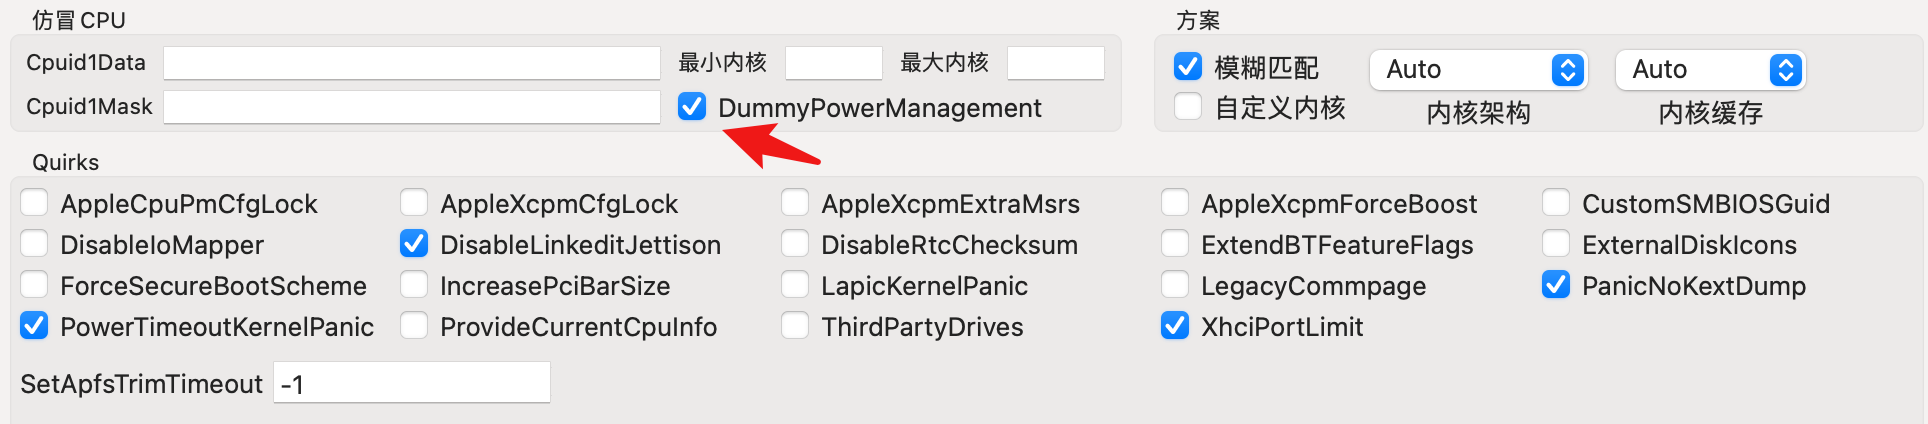 仿冒 CPU
Cpuid1Data 最小内核 最大内核
Cpuid1Mask DummyPowerManagement
方案
模糊匹配 Auto Auto
自定义内核 内核架构 内核缓存
Quirks
AppleCpuPmCfgLock AppleXcpmCfgLock AppleXcpmExtraMsrs AppleXcpmForceBoost CustomSMBIOSGuid
DisableIoMapper DisableLinkeditJettison DisableRtcChecksum ExtendBTFeatureFlags ExternalDiskIcons
ForceSecureBootScheme IncreasePciBarSize LapicKernelPanic LegacyCommpage PanicNoKextDump
PowerTimeoutKernelPanic ProvideCurrentCpuInfo ThirdPartyDrives XhciPortLimit
SetApfsTrimTimeout -1